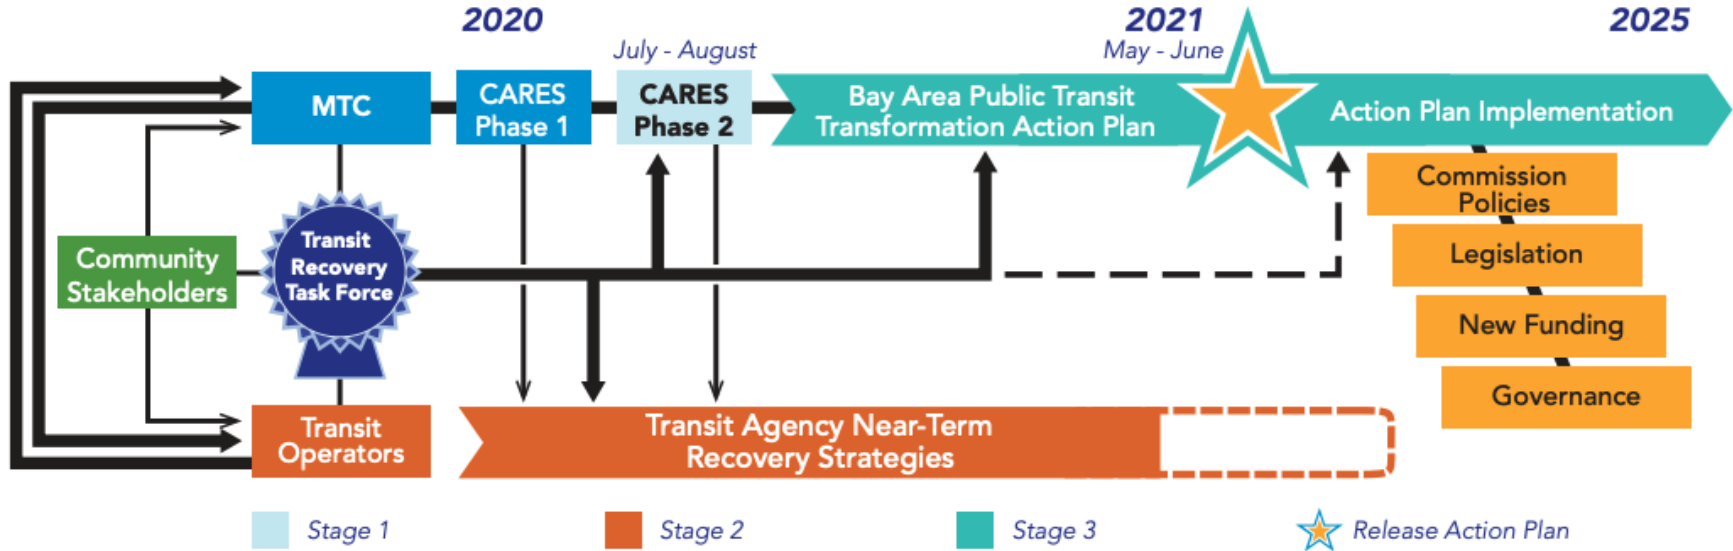 2020
2021
2025
July - August
May - June
MTC
CARES
Phase 1
CARES
Phase 2
Bay Area Public Transit
Transformation Action Plan
Action Plan Implementation
Commission
Policies
Legislation
New Funding
Governance
Community
Stakeholders
Transit
Recovery
Task Force
Transit
Operators
Transit Agency Near-Term
Recovery Strategies
Stage 1
Stage 2
Stage 3
Release Action Plan